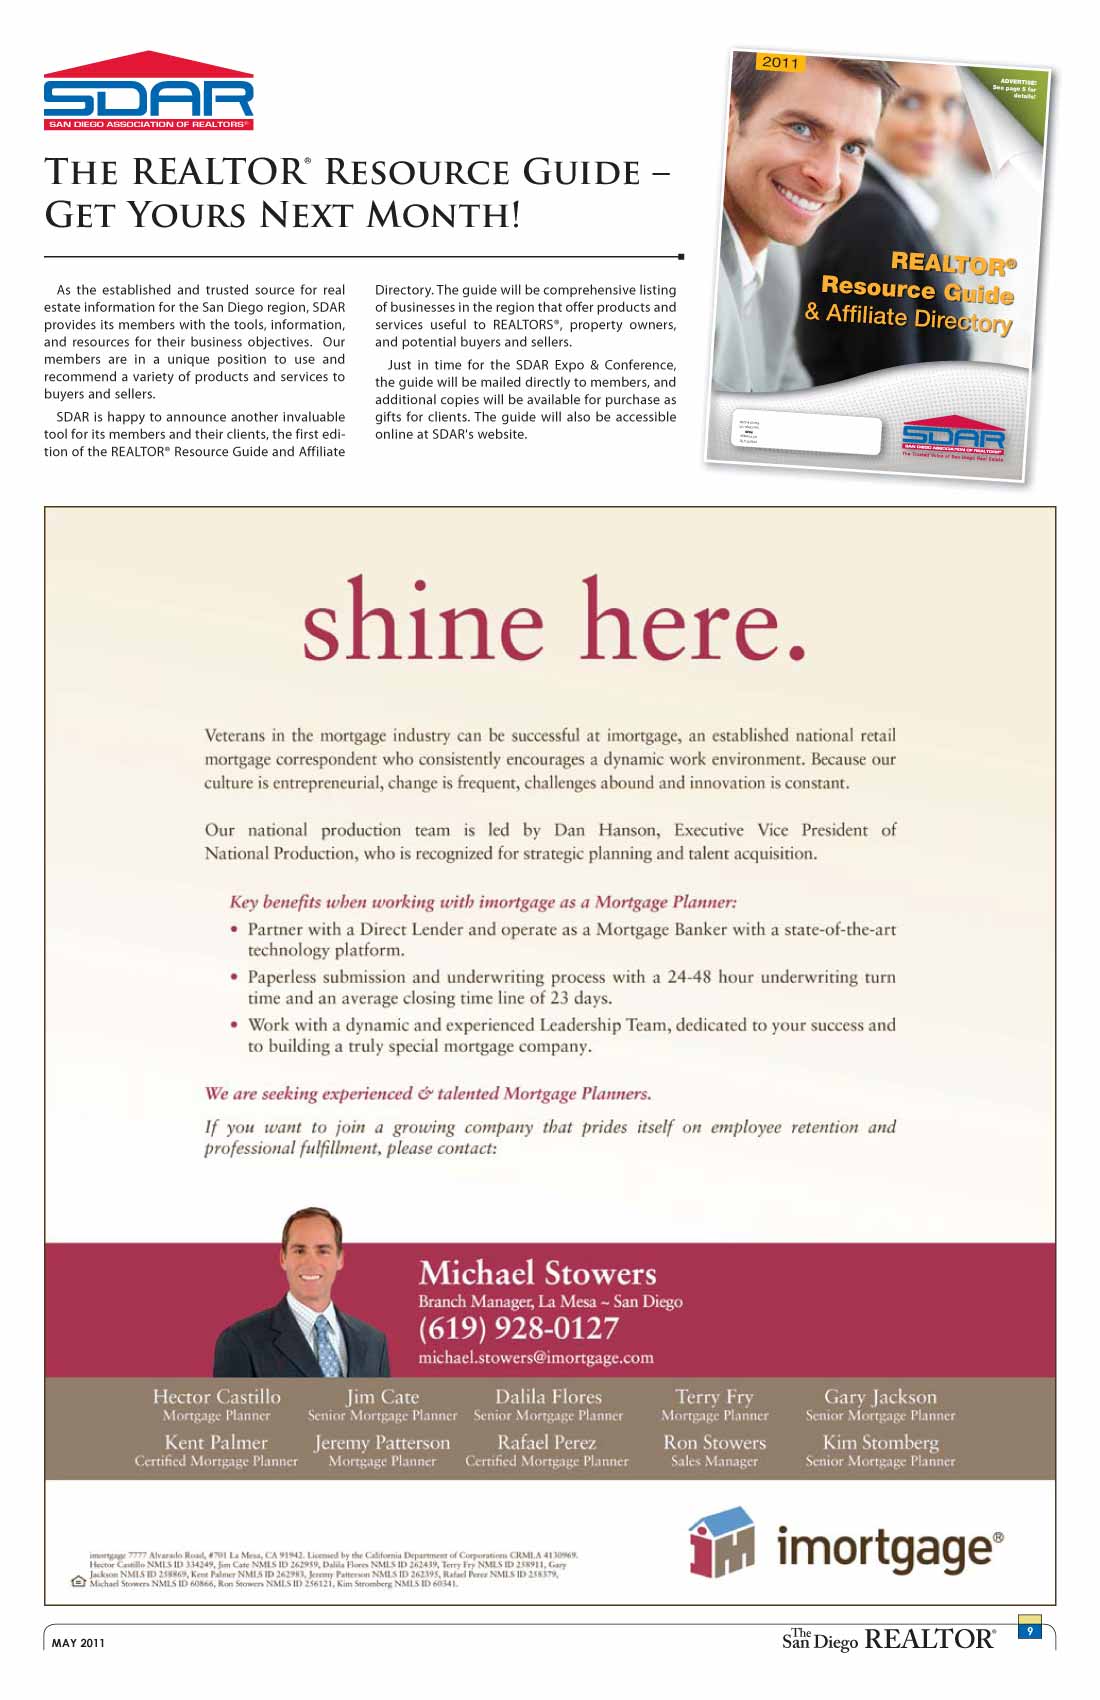 SDAR
SAN DIEGO ASSOCIATION OF REALTORS®
THE REALTOR® RESOURCE GUIDE –
GET YOURS NEXT MONTH!
As the established and trusted source for real
estate information for the San Diego region, SDAR
provides its members with the tools, information,
and resources for their business objectives. Our
members are in a unique position to use and
recommend a variety of products and services to
buyers and sellers.
SDAR is happy to announce another invaluable
tool for its members and their clients, the first edi-
tion of the REALTOR® Resource Guide and Affiliate
Directory. The guide will be comprehensive listing
of businesses in the region that offer products and
services useful to REALTORS®, property owners,
and potential buyers and sellers.
Just in time for the SDAR Expo & Conference,
the guide will be mailed directly to members, and
additional copies will be available for purchase as
gifts for clients. The guide will also be accessible
online at SDAR's website.
2011
ADVERTISE!
See page 5 for
details!
REALTOR®
Resource Guide
& Affiliate Directory
SDAR
SAN DIEGO ASSOCIATION OF REALTORS®
The Trusted Voice of San Diego Real Estate
shine here.
Veterans in the mortgage industry can be successful at imortgage, an established national retail
mortgage correspondent who consistently encourages a dynamic work environment. Because our
culture is entrepreneurial, change is frequent, challenges abound and innovation is constant.
Our national production team is led by Dan Hanson, Executive Vice President of
National Production, who is recognized for strategic planning and talent acquisition.
Key benefits when working with imortgage as a Mortgage Planner:
• Partner with a Direct Lender and operate as a Mortgage Banker with a state-of-the-art
technology platform.
• Paperless submission and underwriting process with a 24-48 hour underwriting turn
time and an average closing time line of 23 days.
• Work with a dynamic and experienced Leadership Team, dedicated to your success and
to building a truly special mortgage company.
We are seeking experienced & talented Mortgage Planners.
If you want to join a growing company that prides itself on employee retention and
professional fulfillment, please contact:
Michael Stowers
Branch Manager, La Mesa ~ San Diego
(619) 928-0127
michael.stowers@imortgage.com
Hector Castillo Jim Cate Dalila Flores Terry Fry Gary Jackson
Mortgage Planner Senior Mortgage Planner Senior Mortgage Planner Mortgage Planner Senior Mortgage Planner
Kent Palmer Jeremy Patterson Rafael Perez Ron Stowers Kim Stomberg
Certified Mortgage Planner Mortgage Planner Certified Mortgage Planner Sales Manager Senior Mortgage Planner
imortgage 7777 Alvarado Road, #701 La Mesa, CA 91942. Licensed by the California Department of Corporations CRMLA 4130969.
Hector Castillo NMLS ID 334249, Jim Cate NMLS ID 262959, Dalila Flores NMLS ID 262439, Terry Fry NMLS ID 258911, Gary
Jackson NMLS ID 258869, Kent Palmer NMLS ID 262983, Jeremy Patterson NMLS ID 262395, Rafael Perez NMLS ID 258379,
Michael Stowers NMLS ID 60866, Ron Stowers NMLS ID 256121, Kim Stromberg NMLS ID 60341.
imortgage®
MAY 2011
The San Diego REALTOR®
9